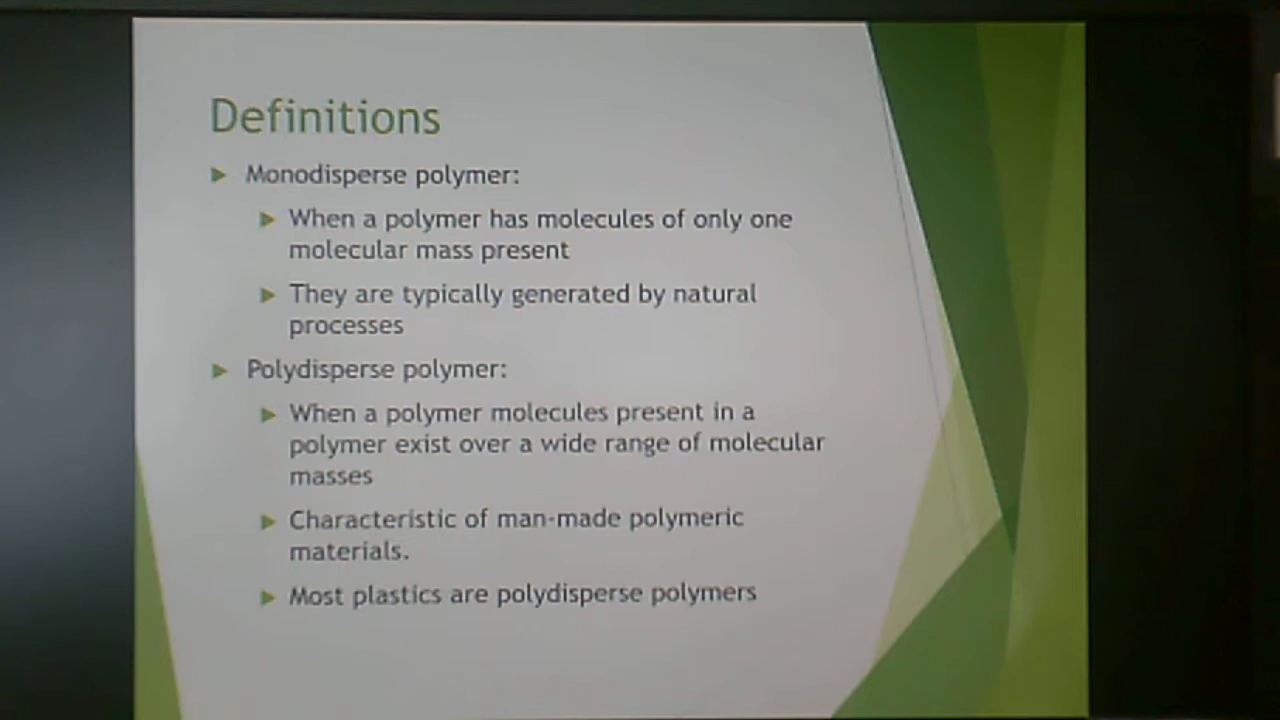 Definitions
Monodisperse polymer:
When a polymer has molecules of only one
molecular mass present
They are typically generated by natural
processes
Polydisperse polymer:
When a polymer molecules present in a
polymer exist over a wide range of molecular
masses
Characteristic of man-made polymeric
materials.
Most plastics are polydisperse polymers